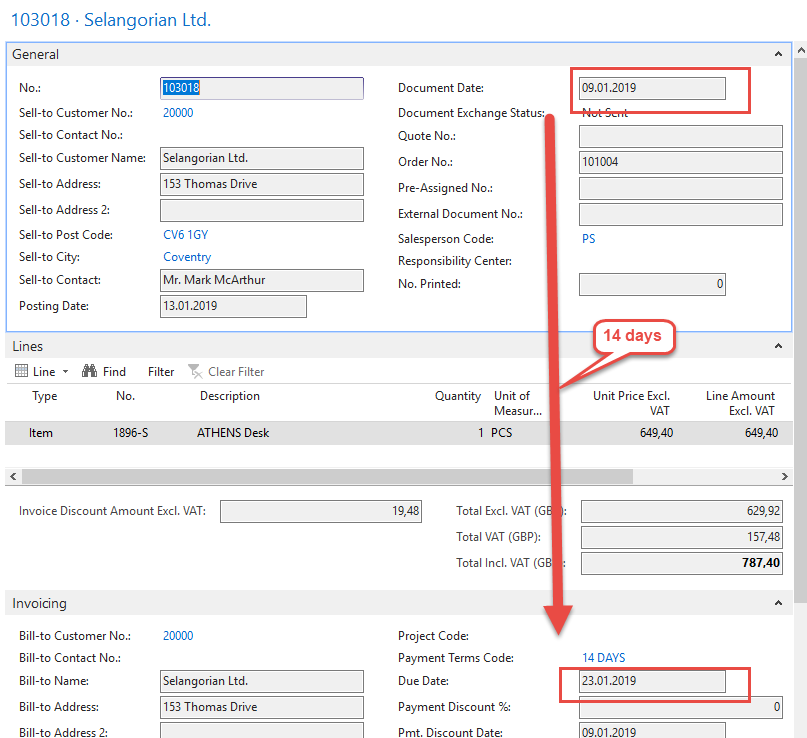 103018 · Selangorian Ltd.
General
No.: 103018 Document Date: 09.01.2019
Sell-to Customer No.: 20000 Document Exchange Status: Not Sent
Sell-to Contact No.: Quote No.:
Sell-to Customer Name: Selangorian Ltd. Order No.: 101004
Sell-to Address: 153 Thomas Drive Pre-Assigned No.:
Sell-to Address 2: External Document No.:
Sell-to Post Code: CV6 1GY Salesperson Code: PS
Sell-to City: Coventry Responsibility Center:
Sell-to Contact: Mr. Mark McArthur No. Printed: 0
Posting Date: 13.01.2019
14 days
Lines
Line Find Filter Clear Filter
Type No. Description Quantity Unit of Measur... Unit Price Excl. VAT Line Amount Excl. VAT
Item 1896-S ATHENS Desk 1 PCS 649,40 649,40
Invoice Discount Amount Excl. VAT: 19,48 Total Excl. VAT (GBP): 629,92
Total VAT (GBP): 157,48
Total Incl. VAT (GBP): 787,40
Invoicing
Bill-to Customer No.: 20000 Project Code:
Bill-to Contact No.: Payment Terms Code: 14 DAYS
Bill-to Name: Selangorian Ltd. Due Date: 23.01.2019
Bill-to Address: 153 Thomas Drive Payment Discount %: 0
Bill-to Address 2: Pmt. Discount Date: 09.01.2019